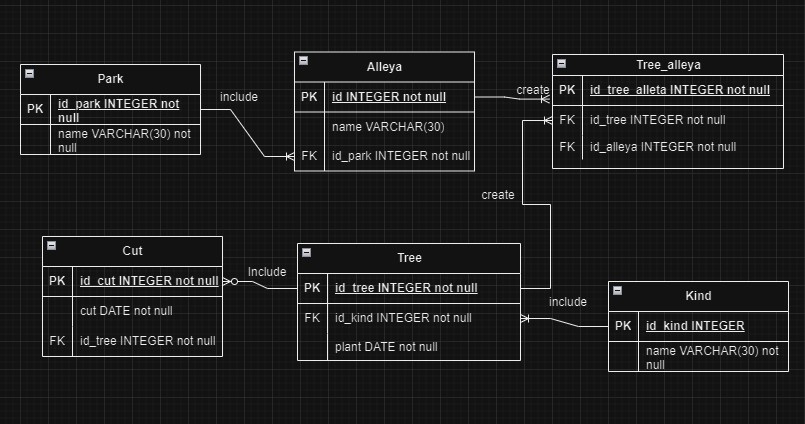 Park
PK
id_park INTEGER not
null
name VARCHAR(30) not
null
include
Alleya
PK
id INTEGER not null
name VARCHAR(30)
FK
id_park INTEGER not null
create
Tree_alleya
PK
id_tree_alleta INTEGER not null
FK
id_tree INTEGER not null
FK
id_alleya INTEGER not null
create
Cut
PK
id_cut INTEGER not null
cut DATE not null
FK
id_tree INTEGER not null
Include
Tree
PK
id_tree INTEGER not null
FK
id_kind INTEGER not null
plant DATE not null
include
Kind
PK
id_kind INTEGER
name VARCHAR(30) not
null